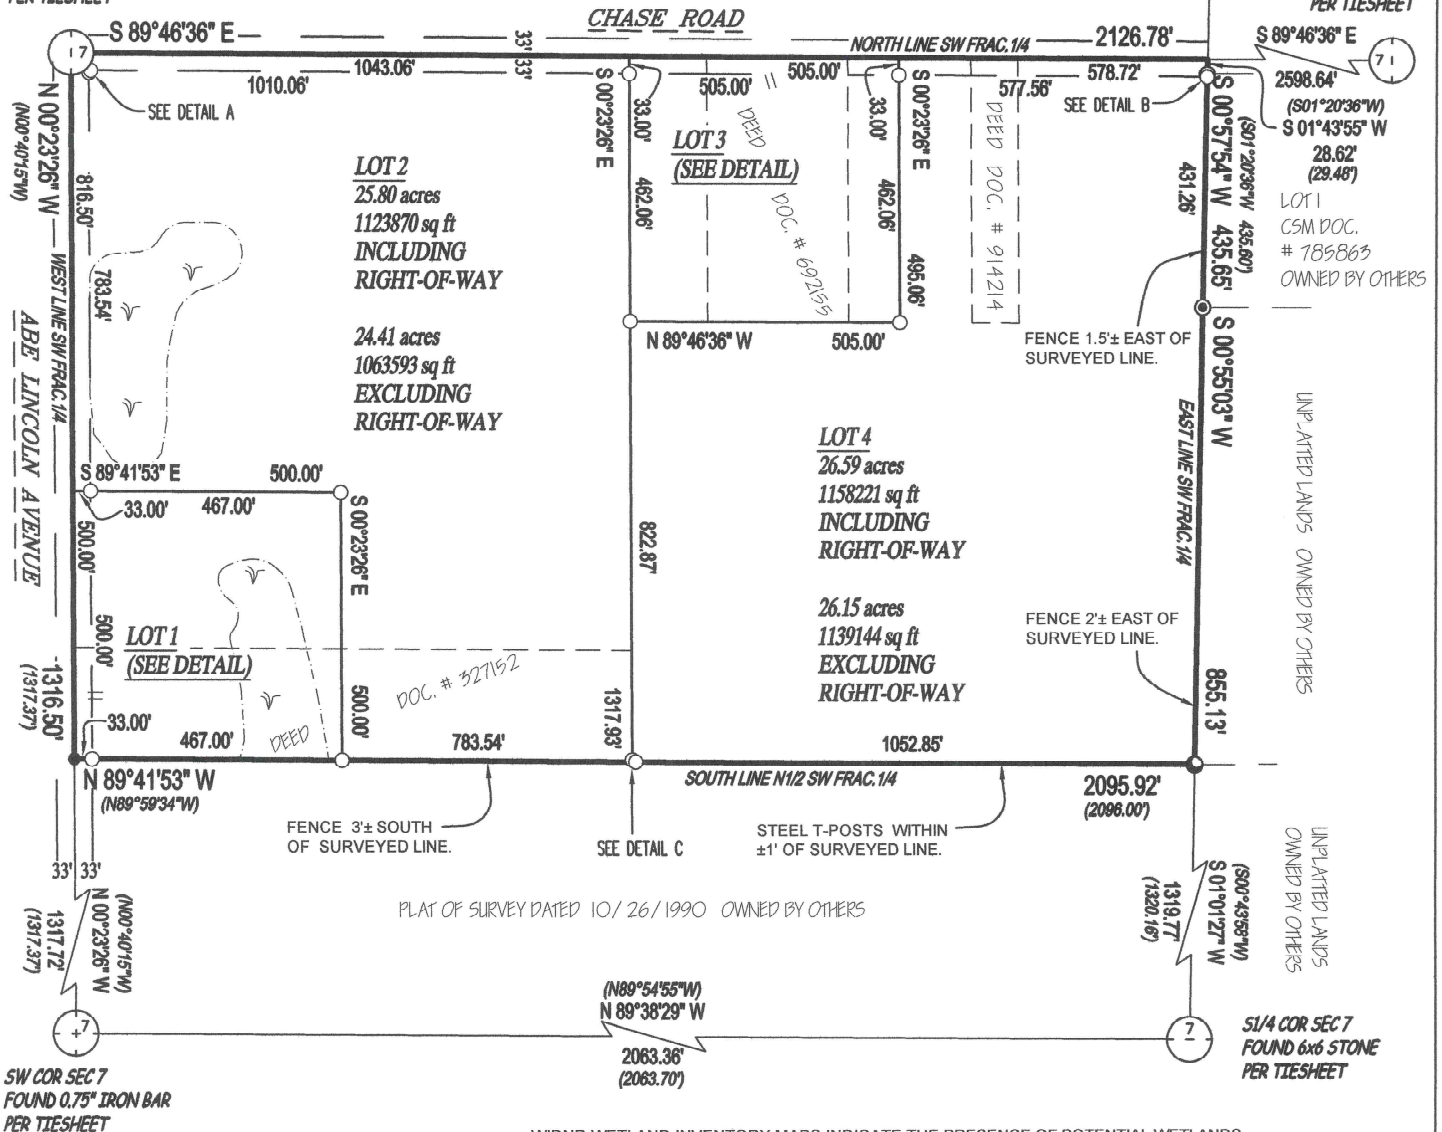 CHASE ROAD
PER TIESHEET
S 89°46'36" E
33'
33'
NORTH LINE SW FRAC.1/4
2126.78'
S 89°46'36" E
17
71
1010.06'
1043.06'
505.00'
505.00'
=
577.56'
578.72'
2598.64'
(S01°20'36"W)
S 01°43'55" W
28.62'
(29.48')
SEE DETAIL A
SEE DETAIL B
N 00°23'26" W
(N00°40'15"W)
816.50'
783.54'
WEST LINE SW FRAC.1/4
ABE LINCOLN AVENUE
LOT 2
25.80 acres
1123870 sq ft
INCLUDING
RIGHT-OF-WAY
24.41 acres
1063593 sq ft
EXCLUDING
RIGHT-OF-WAY
S 00°23'26" E
33.00'
462.06'
LOT 3
(SEE DETAIL)
DEED
DOC. # 692155
33.00'
S 00°23'26" E
462.06'
495.06'
DEED DOC. # 914214
N 89°46'36" W
505.00'
S 00°57'54" W 435.65'
(S01°20'36"W 435.60')
431.26'
LOT 1
CSM DOC.
# 785863
OWNED BY OTHERS
FENCE 1.5'± EAST OF
SURVEYED LINE.
S 00°55'03" W
EAST LINE SW FRAC.1/4
UNPLATTED LANDS OWNED BY OTHERS
LOT 4
26.59 acres
1158221 sq ft
INCLUDING
RIGHT-OF-WAY
26.15 acres
1139144 sq ft
EXCLUDING
RIGHT-OF-WAY
FENCE 2'± EAST OF
SURVEYED LINE.
855.13'
S 89°41'53" E
500.00'
33.00'
467.00'
500.00'
500.00'
S 00°23'26" E
822.87'
LOT 1
(SEE DETAIL)
1316.50'
(1317.37')
=
33.00'
467.00'
DEED
DOC. # 327152
500.00'
783.54'
1317.93'
1052.85'
N 89°41'53" W
(N89°59'34"W)
SOUTH LINE N1/2 SW FRAC.1/4
2095.92'
(2096.00')
FENCE 3'± SOUTH
OF SURVEYED LINE.
SEE DETAIL C
STEEL T-POSTS WITHIN
±1' OF SURVEYED LINE.
33' 33'
(N00°40'15"W)
N 00°23'26" W
1317.72'
(1317.37')
PLAT OF SURVEY DATED 10/26/1990 OWNED BY OTHERS
(S00°43'58"W)
S 01°01'27" W
1319.77'
(1320.16')
UNPLATTED LANDS
OWNED BY OTHERS
(N89°54'55"W)
N 89°38'29" W
2063.36'
(2063.70')
7
7
S1/4 COR SEC 7
FOUND 6x6 STONE
PER TIESHEET
SW COR SEC 7
FOUND 0.75" IRON BAR
PER TIESHEET